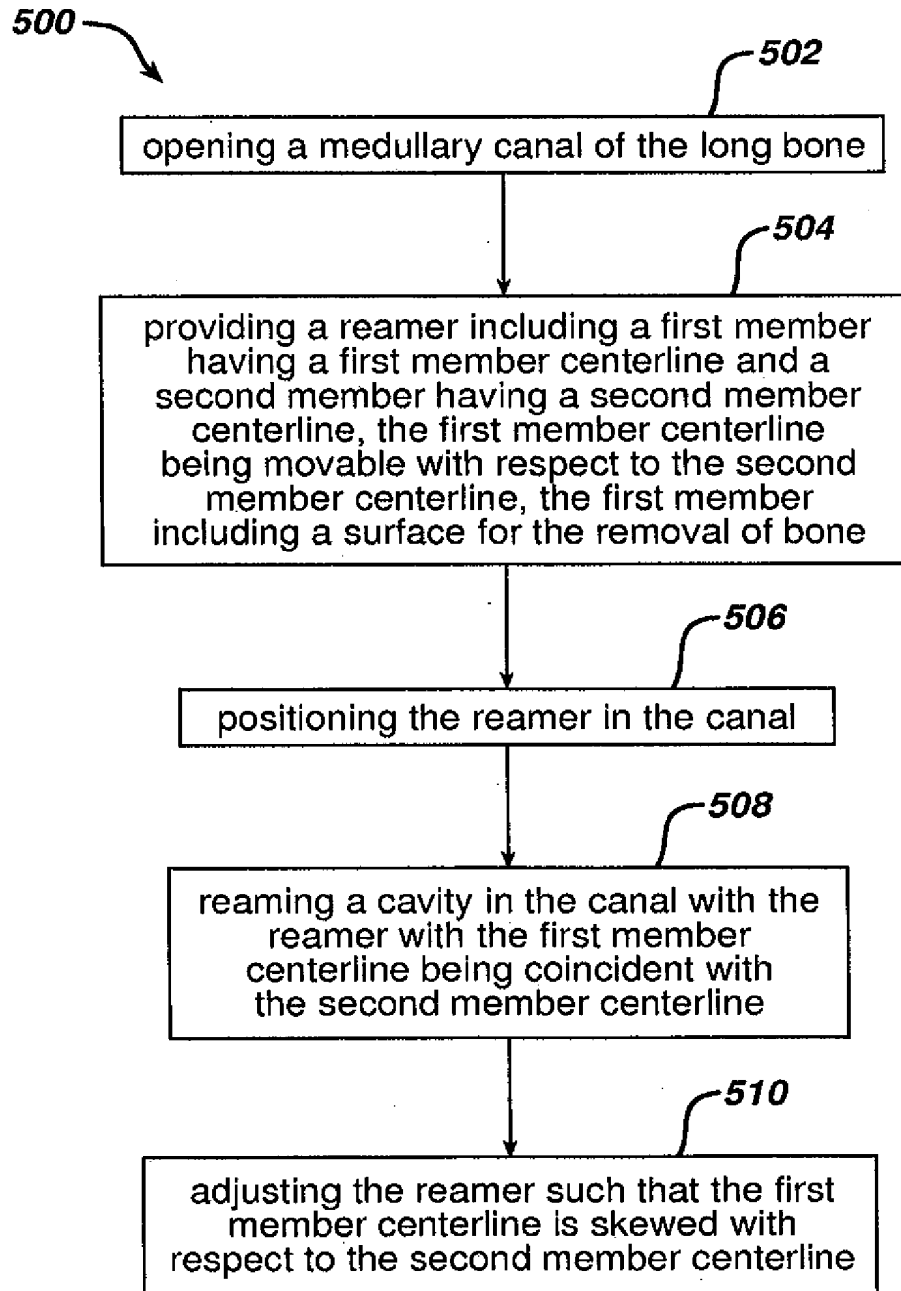 500
502
opening a medullary canal of the long bone
504
providing a reamer including a first member
having a first member centerline and a
second member having a second member
centerline, the first member centerline
being movable with respect to the second
member centerline, the first member
including a surface for the removal of bone
506
positioning the reamer in the canal
508
reaming a cavity in the canal with the
reamer with the first member
centerline being coincident with
the second member centerline
510
adjusting the reamer such that the first
member centerline is skewed with
respect to the second member centerline